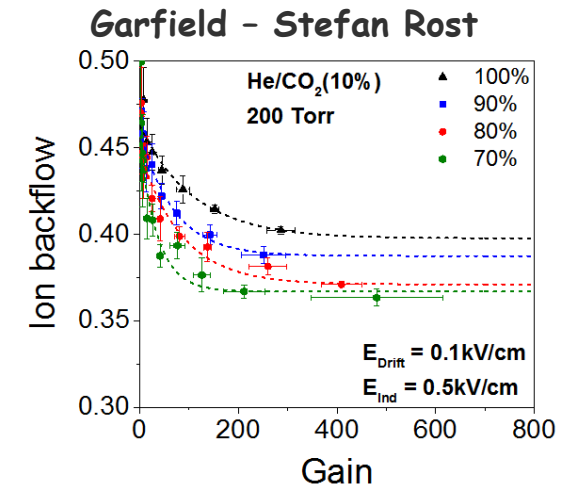 Garfield – Stefan Rost
He/CO2(10%)
200 Torr
100%
90%
80%
70%
Ion backflow
0.50
0.45
0.40
0.35
0.30
EDrift = 0.1kV/cm
EInd = 0.5kV/cm
0 200 400 600 800
Gain